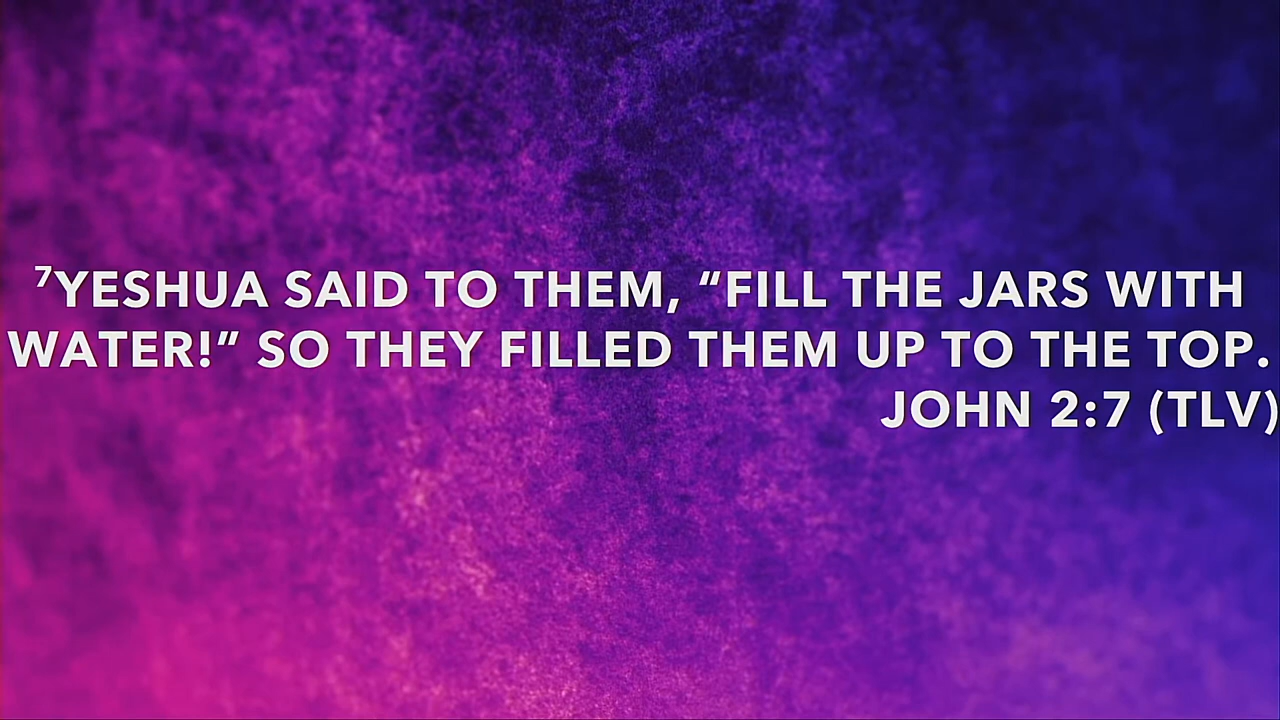 ⁷YESHUA SAID TO THEM, “FILL THE JARS WITH
WATER!” SO THEY FILLED THEM UP TO THE TOP.
JOHN 2:7 (TLV)